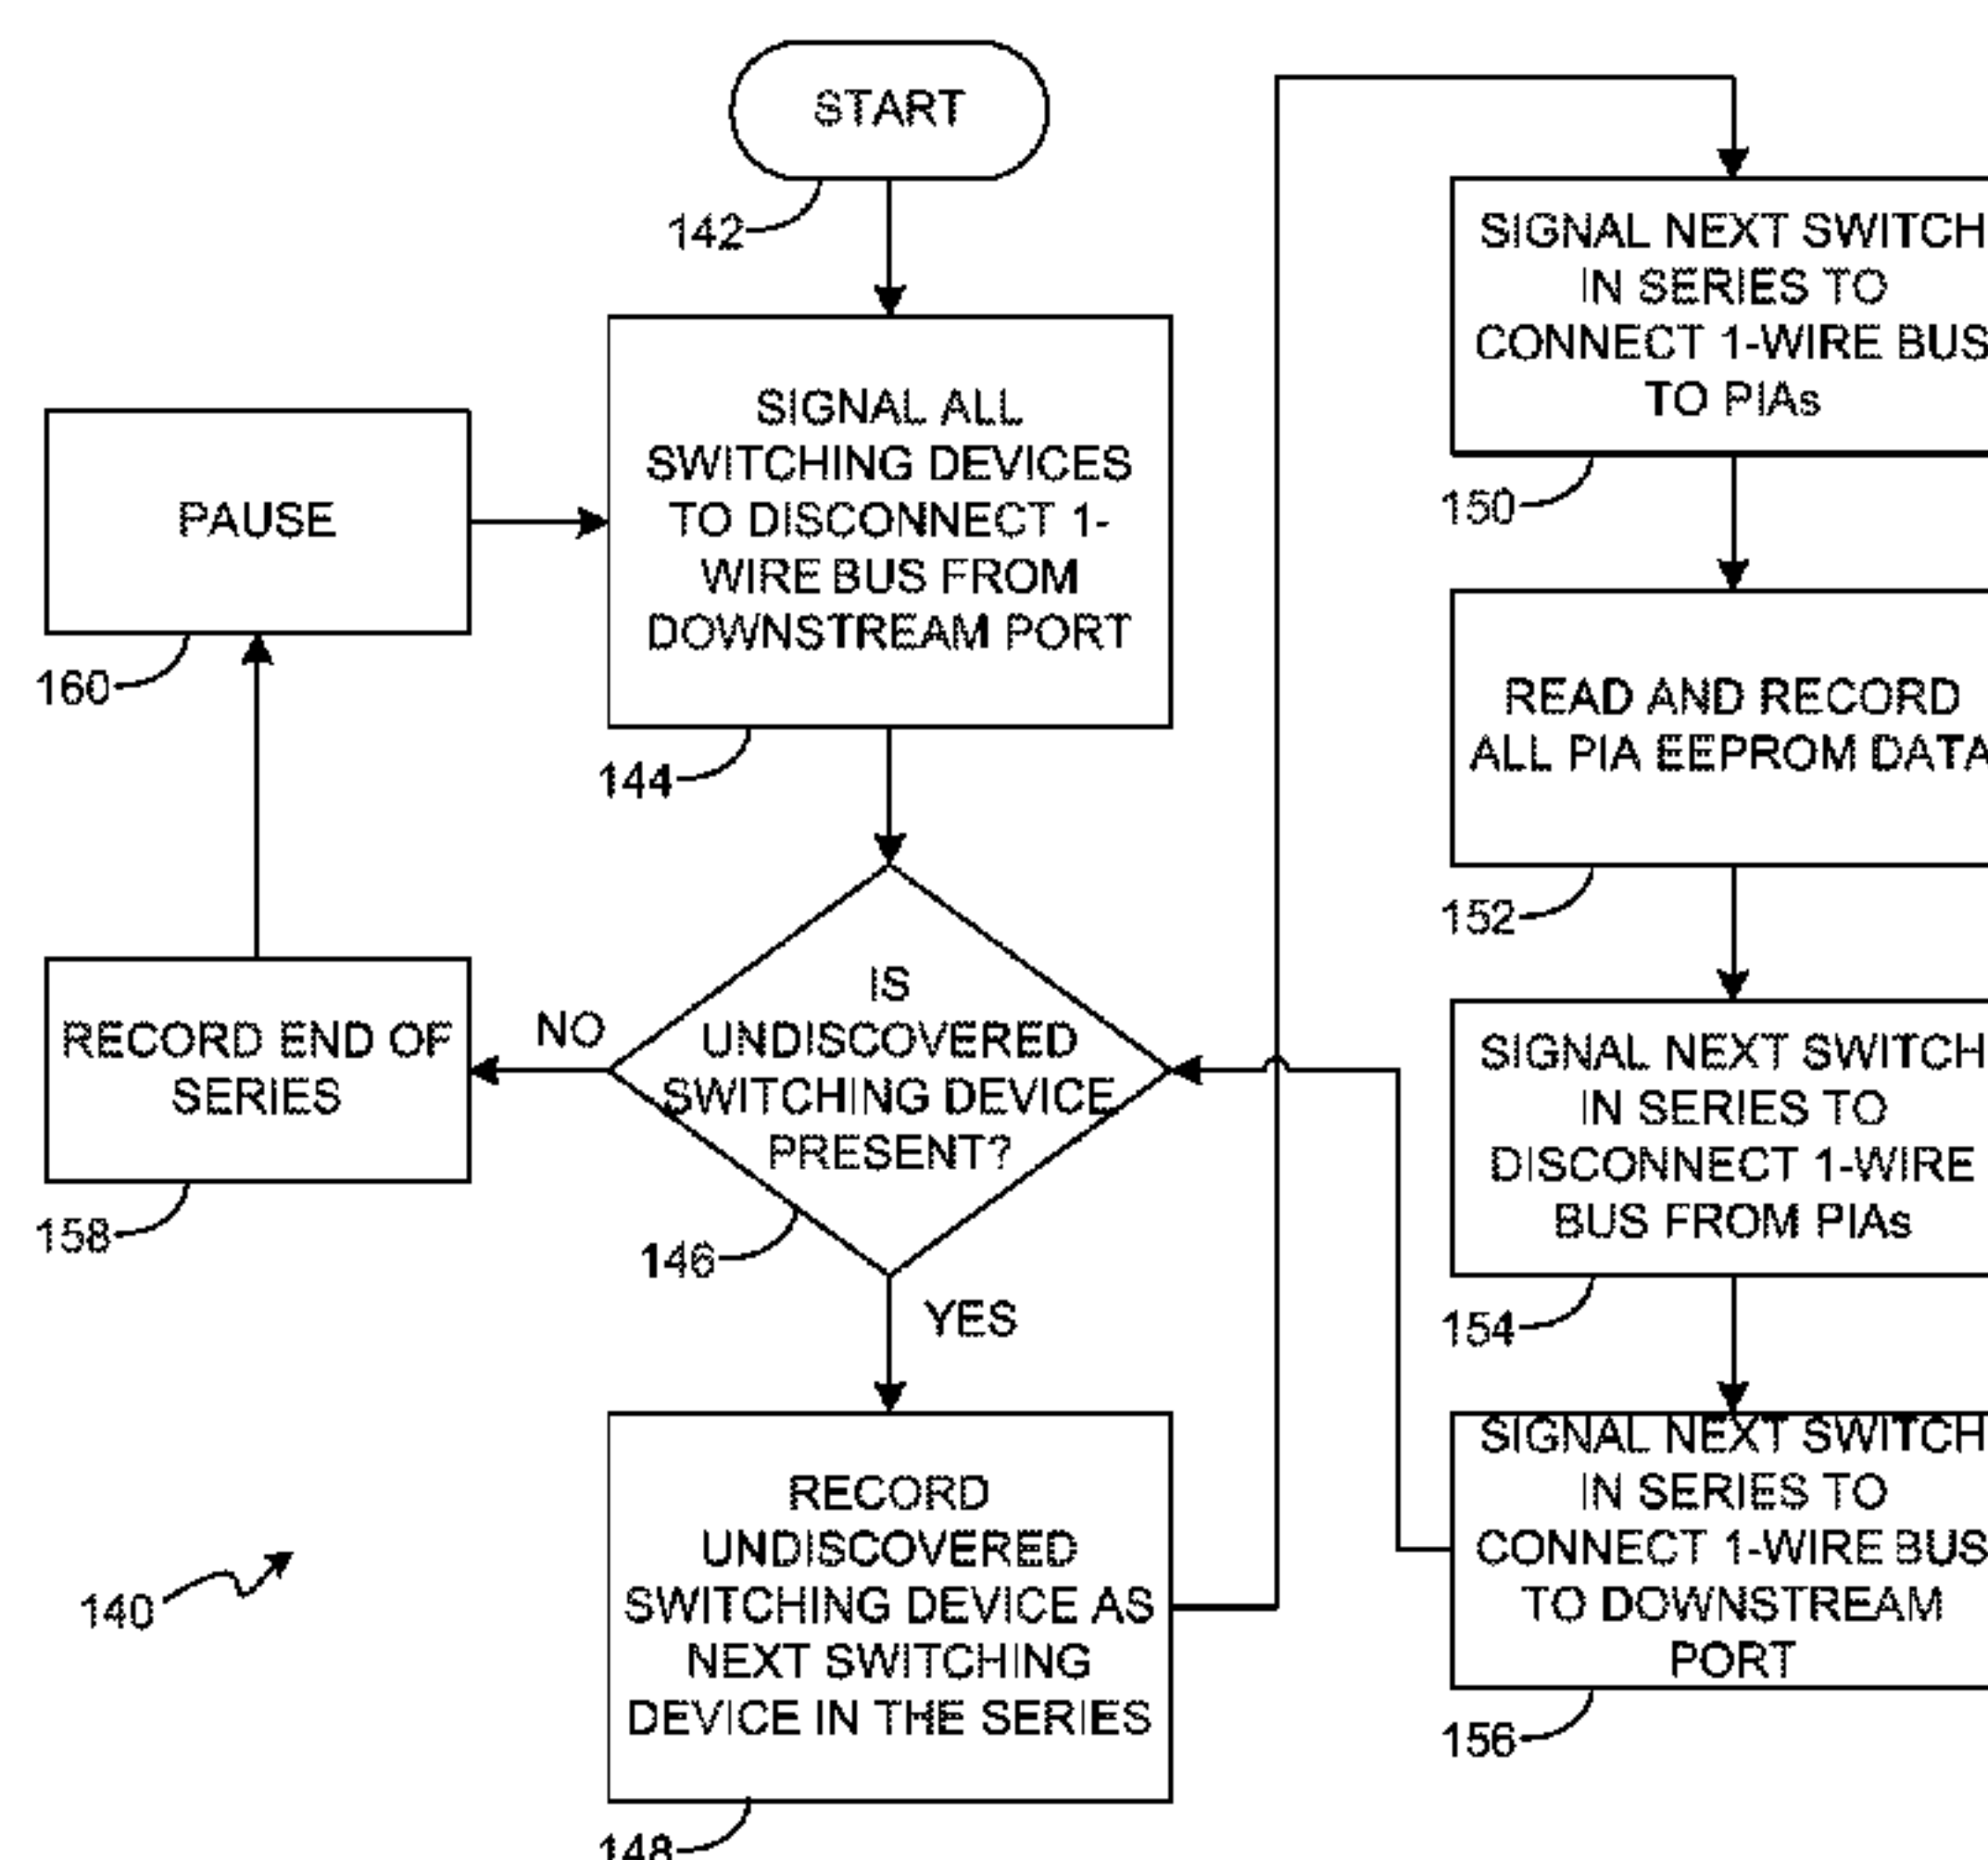 START
142
SIGNAL ALL
SWITCHING DEVICES
TO DISCONNECT 1-
WIRE BUS FROM
DOWNSTREAM PORT
144
PAUSE
160
IS
UNDISCOVERED
SWITCHING DEVICE
PRESENT?
146
NO
YES
RECORD END OF
SERIES
158
RECORD
UNDISCOVERED
SWITCHING DEVICE AS
NEXT SWITCHING
DEVICE IN THE SERIES
148
140
SIGNAL NEXT SWITCH
IN SERIES TO
CONNECT 1-WIRE BUS
TO PIAs
150
READ AND RECORD
ALL PIA EEPROM DATA
152
SIGNAL NEXT SWITCH
IN SERIES TO
DISCONNECT 1-WIRE
BUS FROM PIAs
154
SIGNAL NEXT SWITCH
IN SERIES TO
CONNECT 1-WIRE BUS
TO DOWNSTREAM
PORT
156